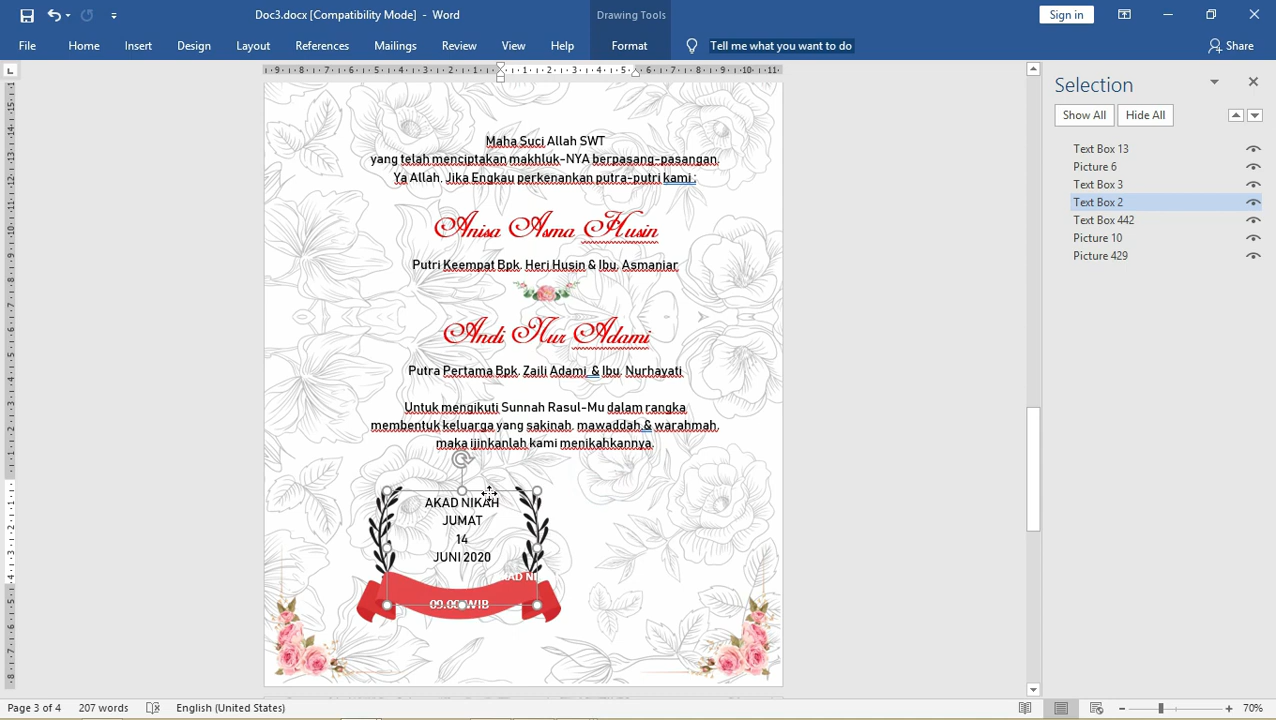 Doc3.docx [Compatibility Mode] - Word
Drawing Tools
Sign in
File Home Insert Design Layout References Mailings Review View Help Format Tell me what you want to do Share
Selection
Show All Hide All
Text Box 13
Picture 6
Text Box 3
Text Box 2
Text Box 442
Picture 10
Picture 429
Maha Suci Allah SWT
yang telah menciptakan makhluk-NYA berpasang-pasangan.
Ya Allah, Jika Engkau perkenankan putra-putri kami :
Anisa Asma Husin
Putri Keempat Bpk. Heri Husin & Ibu. Asmaniar
Andi Nur Adami
Putra Pertama Bpk. Zaili Adami & Ibu. Nurhayati
Untuk mengikuti Sunnah Rasul-Mu dalam rangka
membentuk keluarga yang sakinah, mawaddah & warahmah,
maka ijinkanlah kami menikahkannya.
AKAD NIKAH
JUMAT
14
JUNI 2020
AD NI
09.00 WIB
Page 3 of 4 207 words English (United States) 70%